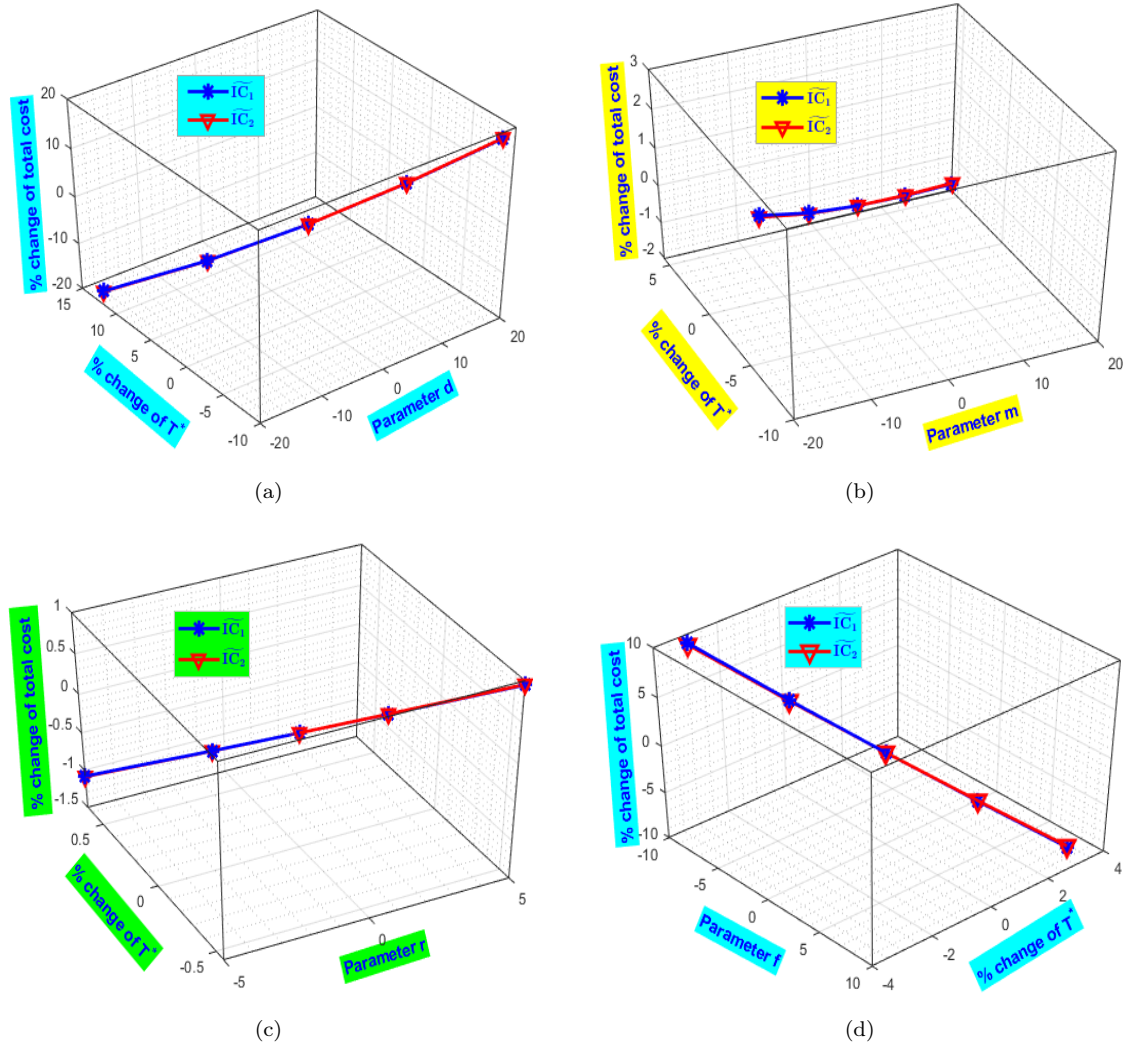 % change of total cost
20
10
0
-10
-20
15
10
5
0
-5
-10
% change of T*
-20
-10
0
10
20
Parameter d
IC̃₁
IC̃₂
(a)
% change of total cost
3
2
1
0
-1
-2
5
0
-5
-10
% change of T*
-20
-10
0
10
20
Parameter m
IC̃₁
IC̃₂
(b)
% change of total cost
1
0.5
0
-0.5
-1
-1.5
0.5
0
-0.5
% change of T*
-5
0
5
Parameter r
IC̃₁
IC̃₂
(c)
% change of total cost
10
5
0
-5
-10
-10
-5
0
5
10
Parameter f
-4
-2
0
2
4
% change of T*
IC̃₁
IC̃₂
(d)